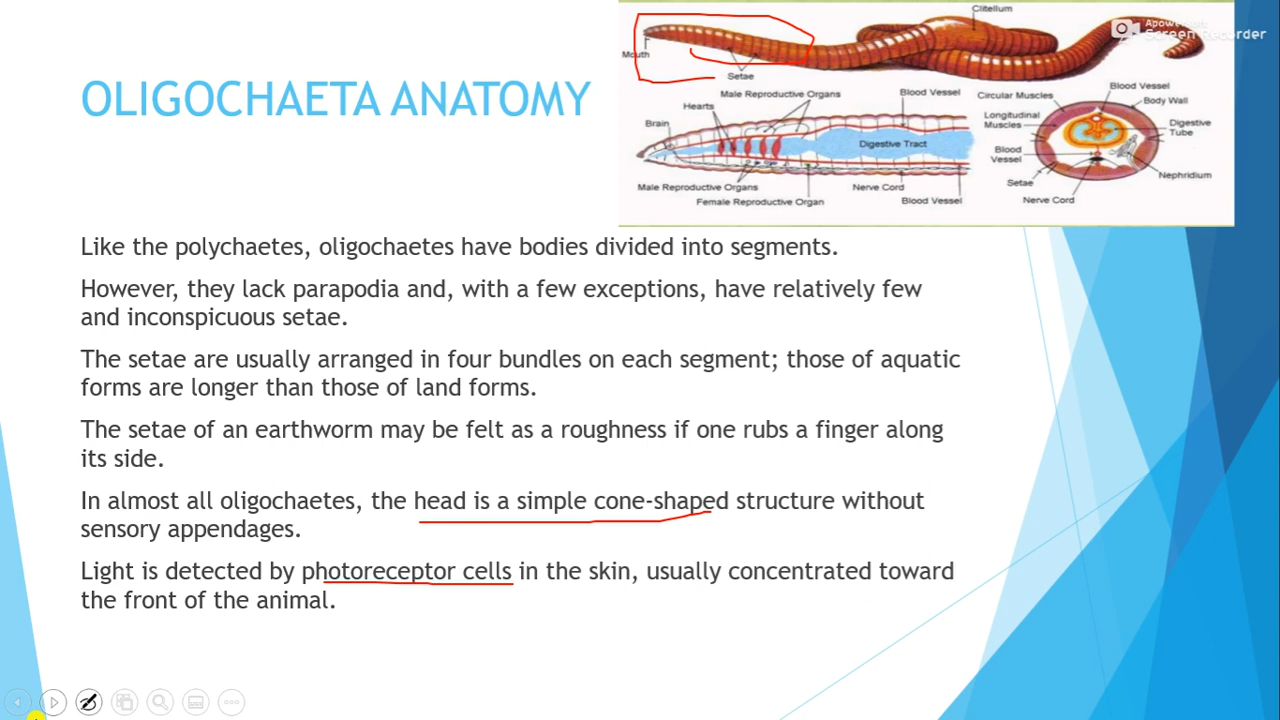 Clitellum
Apowersoft
Screen Recorder
Mouth
Setae
OLIGOCHAETA ANATOMY
Male Reproductive Organs
Hearts
Blood Vessel
Brain
Digestive Tract
Male Reproductive Organs
Nerve Cord
Female Reproductive Organ
Blood Vessel
Circular Muscles
Blood Vessel
Body Wall
Longitudinal
Muscles
Digestive
Tube
Blood
Vessel
Nephridium
Setae
Nerve Cord
Like the polychaetes, oligochaetes have bodies divided into segments.
However, they lack parapodia and, with a few exceptions, have relatively few
and inconspicuous setae.
The setae are usually arranged in four bundles on each segment; those of aquatic
forms are longer than those of land forms.
The setae of an earthworm may be felt as a roughness if one rubs a finger along
its side.
In almost all oligochaetes, the head is a simple cone-shaped structure without
sensory appendages.
Light is detected by photoreceptor cells in the skin, usually concentrated toward
the front of the animal.